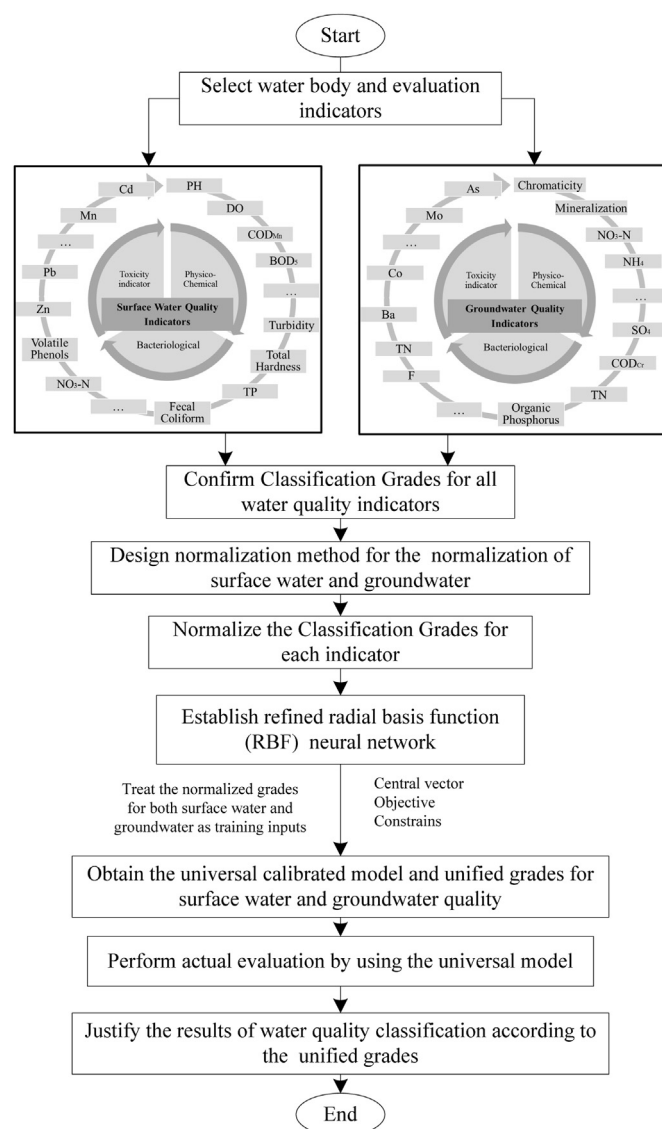 Start
Select water body and evaluation
indicators
Cd
PH
Mn
DO
CODMn
...
BOD5
Pb
...
Zn
Turbidity
Volatile
Phenols
Total
Hardness
NO3-N
TP
...
Fecal
Coliform
Toxicity
indicator
Physico-
Chemical
Surface Water Quality
Indicators
Bacteriological
As
Chromaticity
Mo
Mineralization
...
NO3-N
Co
NH4
Ba
...
TN
SO4
F
CODCr
...
TN
Organic
Phosphorus
Toxicity
indicator
Physico-
Chemical
Groundwater Quality
Indicators
Bacteriological
Confirm Classification Grades for all
water quality indicators
Design normalization method for the normalization of
surface water and groundwater
Normalize the Classification Grades for
each indicator
Establish refined radial basis function
(RBF) neural network
Treat the normalized grades
for both surface water and
groundwater as training inputs
Central vector
Objective
Constrains
Obtain the universal calibrated model and unified grades for
surface water and groundwater quality
Perform actual evaluation by using the universal model
Justify the results of water quality classification according to
the unified grades
End